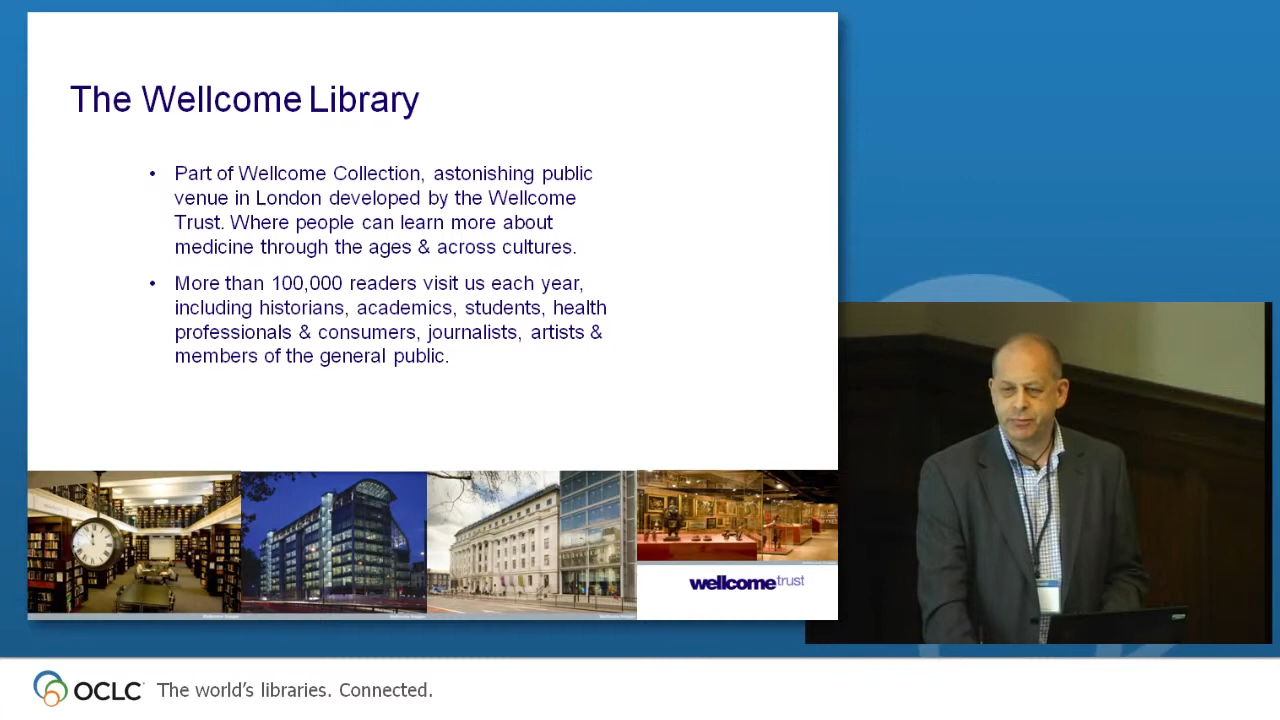 The Wellcome Library
• Part of Wellcome Collection, astonishing public
venue in London developed by the Wellcome
Trust. Where people can learn more about
medicine through the ages & across cultures.
• More than 100,000 readers visit us each year,
including historians, academics, students, health
professionals & consumers, journalists, artists &
members of the general public.
wellcometrust
OCLC The world's libraries. Connected.